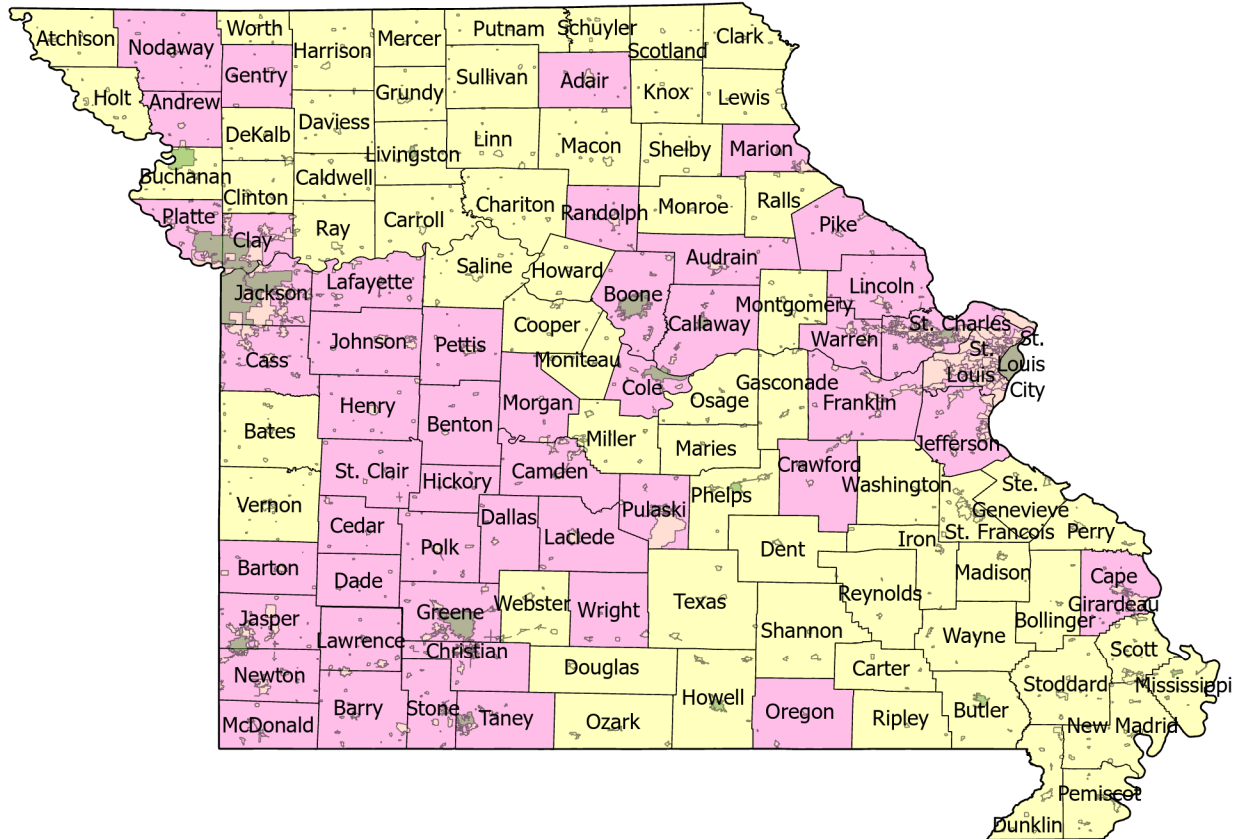 Atchison
Nodaway
Worth
Harrison
Mercer
Putnam
Schuyler
Scotland
Clark
Holt
Andrew
Gentry
DeKalb
Daviess
Grundy
Sullivan
Adair
Knox
Lewis
Buchanan
Clinton
Caldwell
Livingston
Linn
Macon
Shelby
Marion
Platte
Clay
Ray
Carroll
Chariton
Randolph
Monroe
Ralls
Pike
Jackson
Lafayette
Saline
Howard
Boone
Audrain
Callaway
Montgomery
Lincoln
Cass
Johnson
Pettis
Cooper
Moniteau
Cole
Warren
St. Charles
St.
Louis
St.
Louis
City
Bates
Henry
Benton
Morgan
Miller
Osage
Gasconade
Franklin
Jefferson
Vernon
St. Clair
Hickory
Camden
Maries
Phelps
Crawford
Washington
Ste.
Genevieve
St. Francois
Perry
Barton
Cedar
Polk
Dallas
Laclede
Pulaski
Dent
Iron
Madison
Cape
Girardeau
Jasper
Dade
Greene
Webster
Wright
Texas
Shannon
Reynolds
Wayne
Bollinger
Scott
Newton
Lawrence
Christian
Douglas
Howell
Carter
Stoddard
Mississippi
McDonald
Barry
Stone
Taney
Ozark
Oregon
Ripley
Butler
New Madrid
Pemiscot
Dunklin